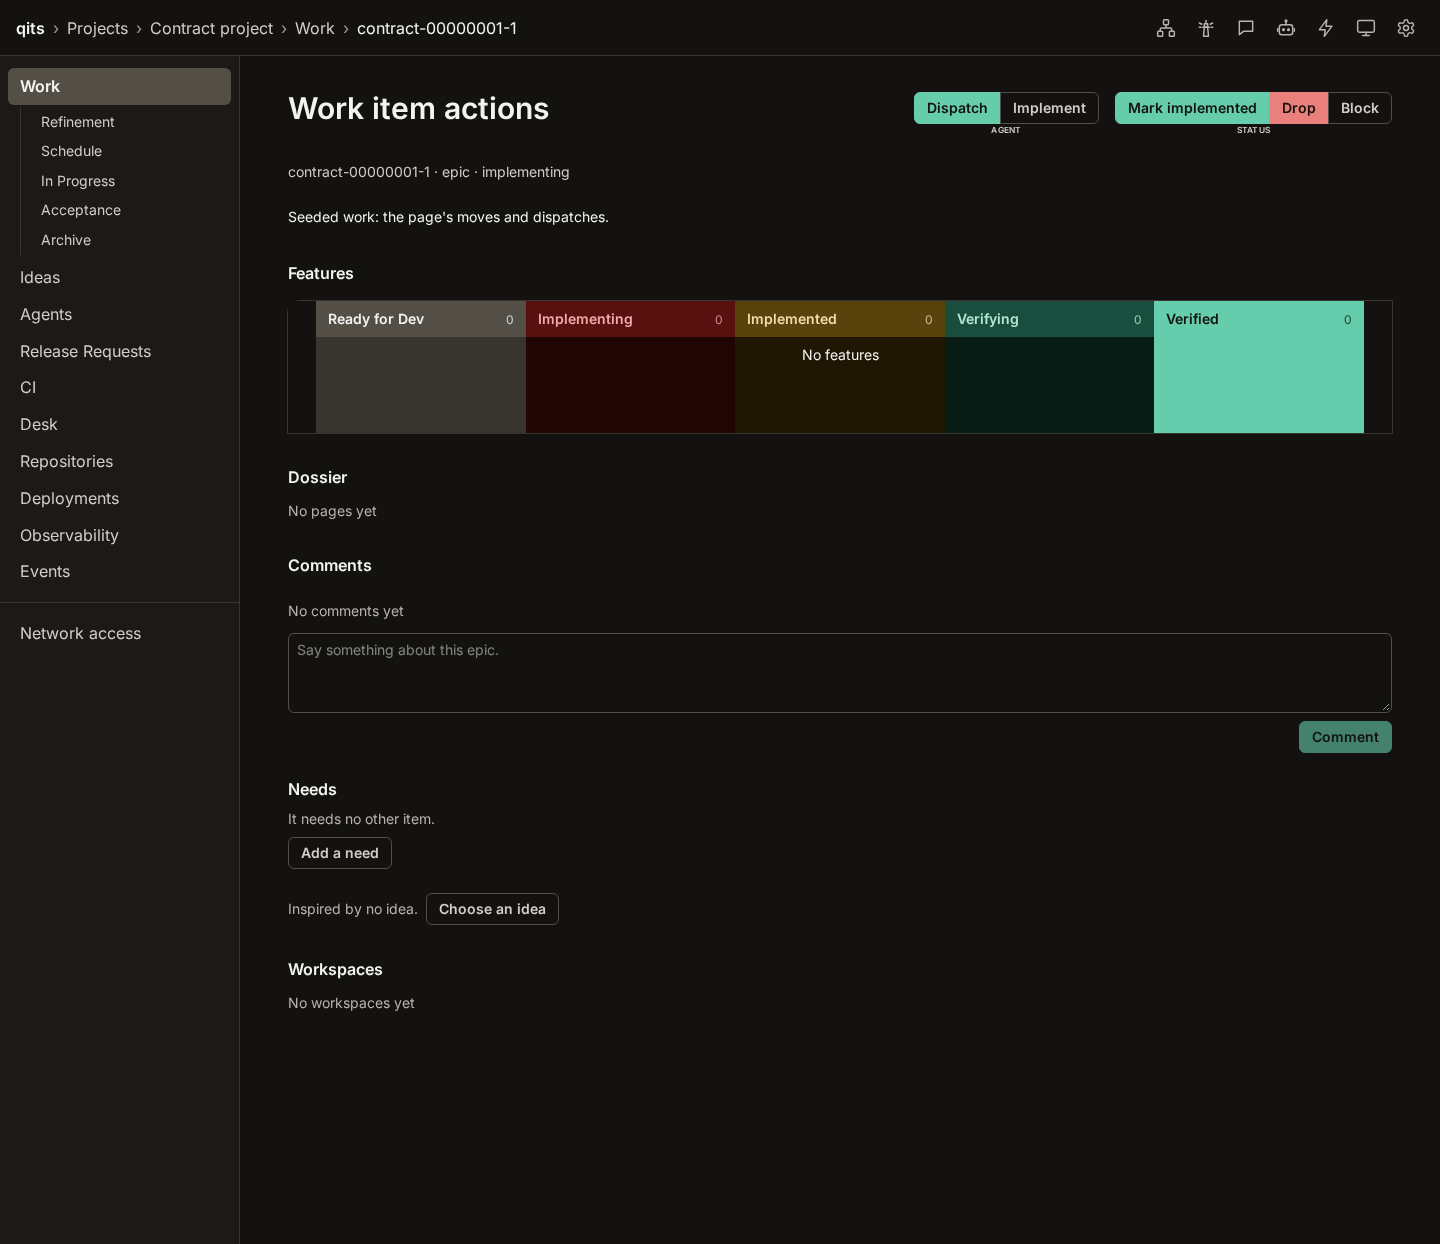 qits › Projects › Contract project › Work › contract-00000001-1
Work
Refinement
Schedule
In Progress
Acceptance
Archive
Ideas
Agents
Release Requests
CI
Desk
Repositories
Deployments
Observability
Events
Network access
Work item actions
Dispatch Implement
AGENT
Mark implemented Drop Block
STATUS
contract-00000001-1 · epic · implementing
Seeded work: the page's moves and dispatches.
Features
Ready for Dev 0 Implementing 0 Implemented 0 Verifying 0 Verified 0
No features
Dossier
No pages yet
Comments
No comments yet
Say something about this epic.
Comment
Needs
It needs no other item.
Add a need
Inspired by no idea. Choose an idea
Workspaces
No workspaces yet